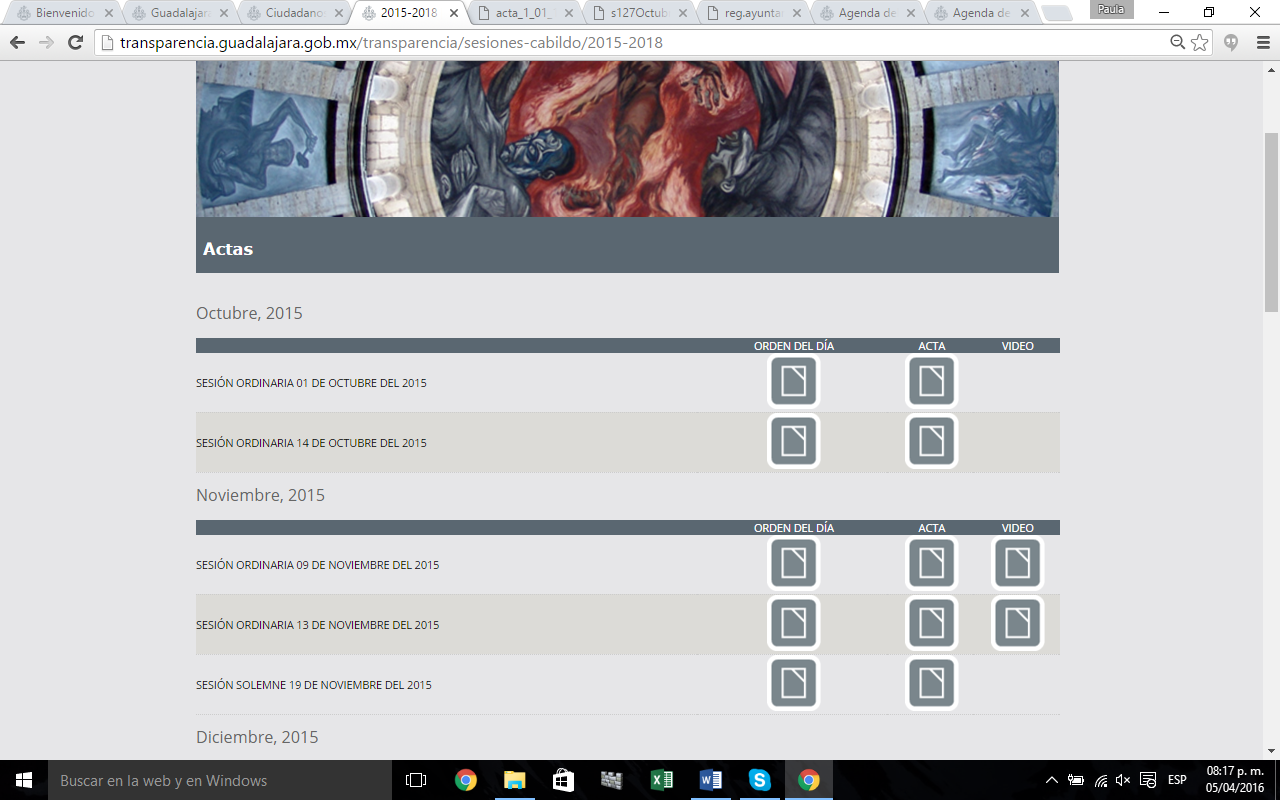 Bienvenido
Guadalajara
Ciudadano
2015-2018
acta_1_01_
s127Octub
reg.ayuntar
Agenda de
Agenda de
Paula
transparencia.guadalajara.gob.mx/transparencia/sesiones-cabildo/2015-2018
Actas
Octubre, 2015
ORDEN DEL DÍA ACTA VIDEO
SESIÓN ORDINARIA 01 DE OCTUBRE DEL 2015
SESIÓN ORDINARIA 14 DE OCTUBRE DEL 2015
Noviembre, 2015
ORDEN DEL DÍA ACTA VIDEO
SESIÓN ORDINARIA 09 DE NOVIEMBRE DEL 2015
SESIÓN ORDINARIA 13 DE NOVIEMBRE DEL 2015
SESIÓN SOLEMNE 19 DE NOVIEMBRE DEL 2015
Diciembre, 2015
Buscar en la web y en Windows
ESP
08:17 p. m.
05/04/2016